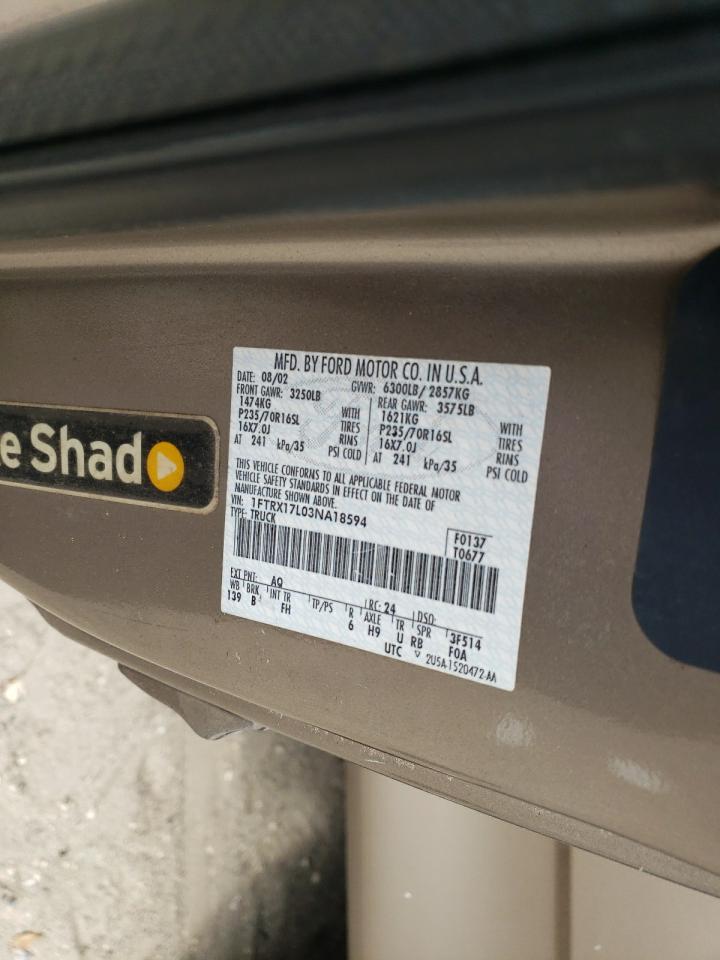 MFD. BY FORD MOTOR CO. IN U.S.A.
DATE: 08/02 GVWR: 6300LB/ 2857KG
FRONT GAWR: 3250LB REAR GAWR: 3575LB
1474KG WITH 1621KG WITH
P235/70R16SL TIRES P235/70R16SL TIRES
16X7.0J RIMS 16X7.0J RIMS
AT 241 kPa/35 PSI COLD AT 241 kPa/35 PSI COLD
THIS VEHICLE CONFORMS TO ALL APPLICABLE FEDERAL MOTOR
VEHICLE SAFETY STANDARDS IN EFFECT ON THE DATE OF
MANUFACTURE SHOWN ABOVE.
VIN: 1FTRX17L03NA18594
TYPE: TRUCK
F0137
T0677
EXT PNT: AQ RC: 24 DSO:
WB BRK INT TR TP/PS R AXLE TR SPR 3F514
139 B FH 6 H9 U RB F0A
UTC 2U5A-1520472-AA
e Shad